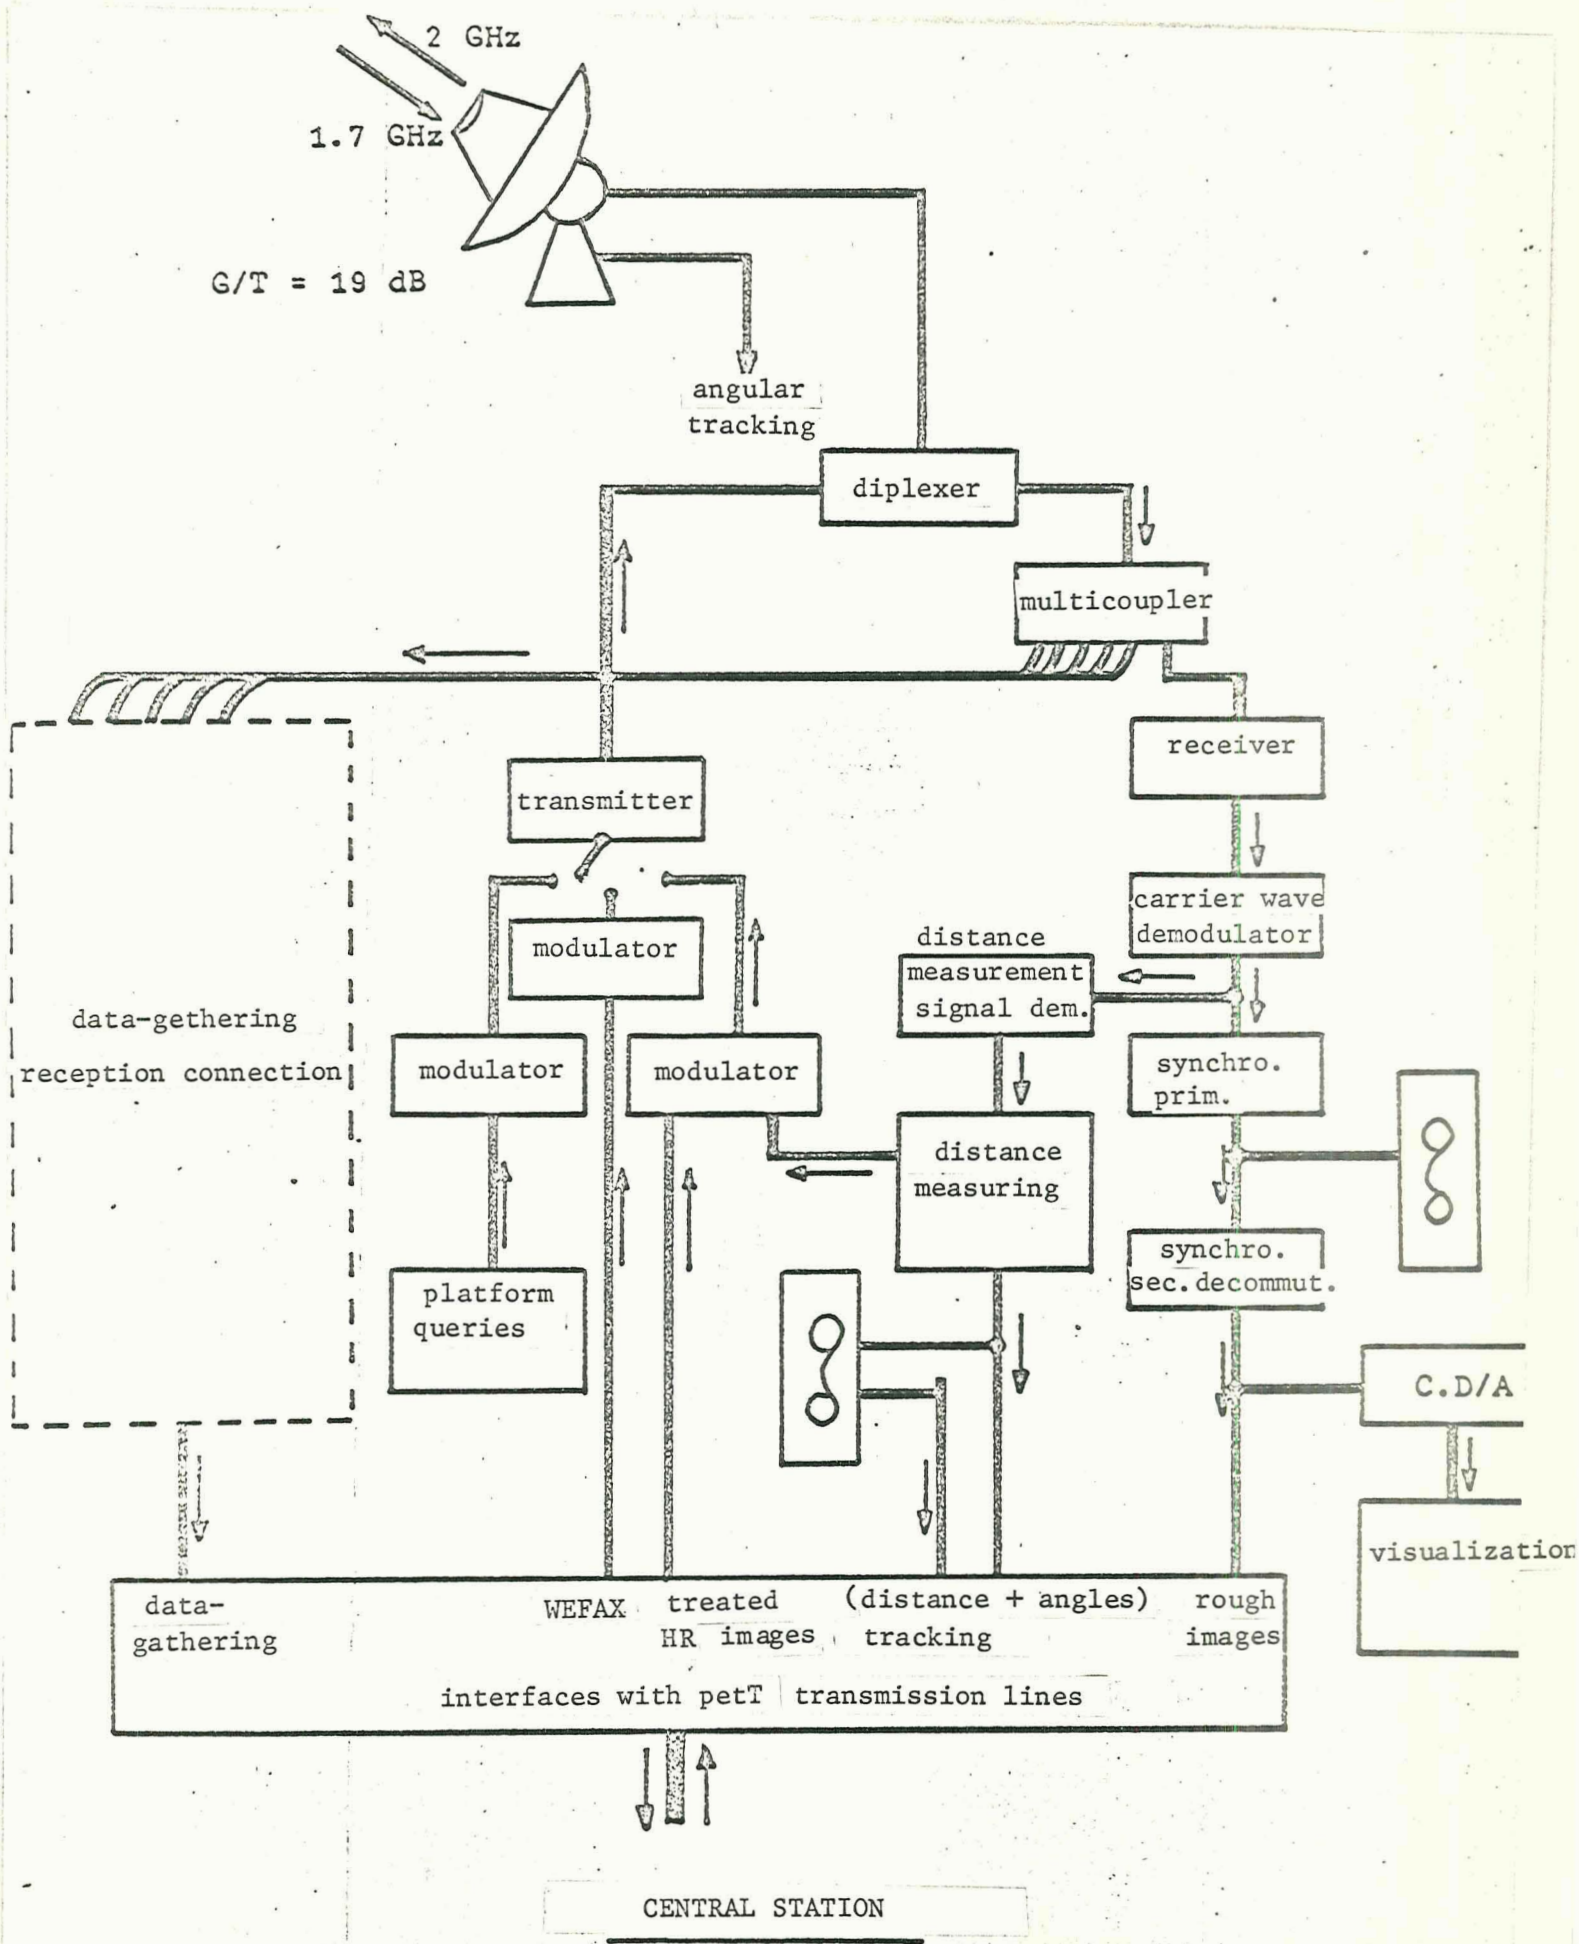 2 GHz
1.7 GHz
G/T = 19 dB
angular
tracking
diplexer
multicoupler
receiver
transmitter
carrier wave
demodulator
modulator
distance
measurement
signal dem.
data-gethering
reception connection
modulator
modulator
synchro.
prim.
distance
measuring
platform
queries
synchro.
sec.decommut.
C.D/A
visualization
data-
gathering
WEFAX
treated
HR images
(distance + angles)
tracking
rough
images
interfaces with petT transmission lines
CENTRAL STATION